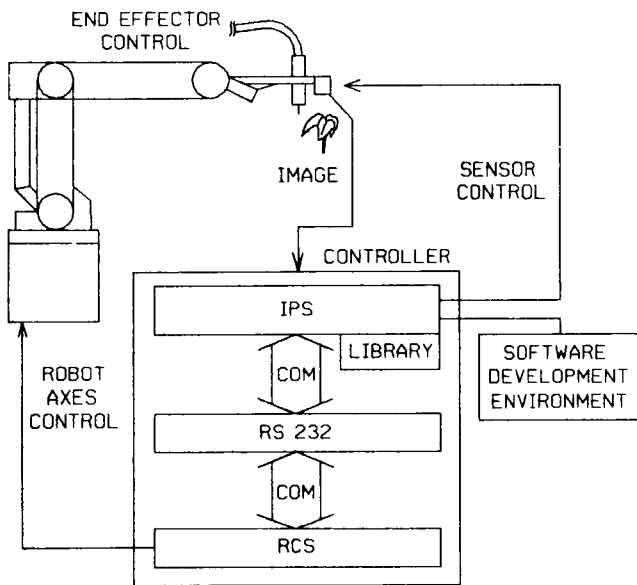 END EFFECTOR
CONTROL
IMAGE
SENSOR
CONTROL
CONTROLLER
IPS
LIBRARY
SOFTWARE
DEVELOPMENT
ENVIRONMENT
ROBOT
AXES
CONTROL
COM
RS 232
COM
RCS